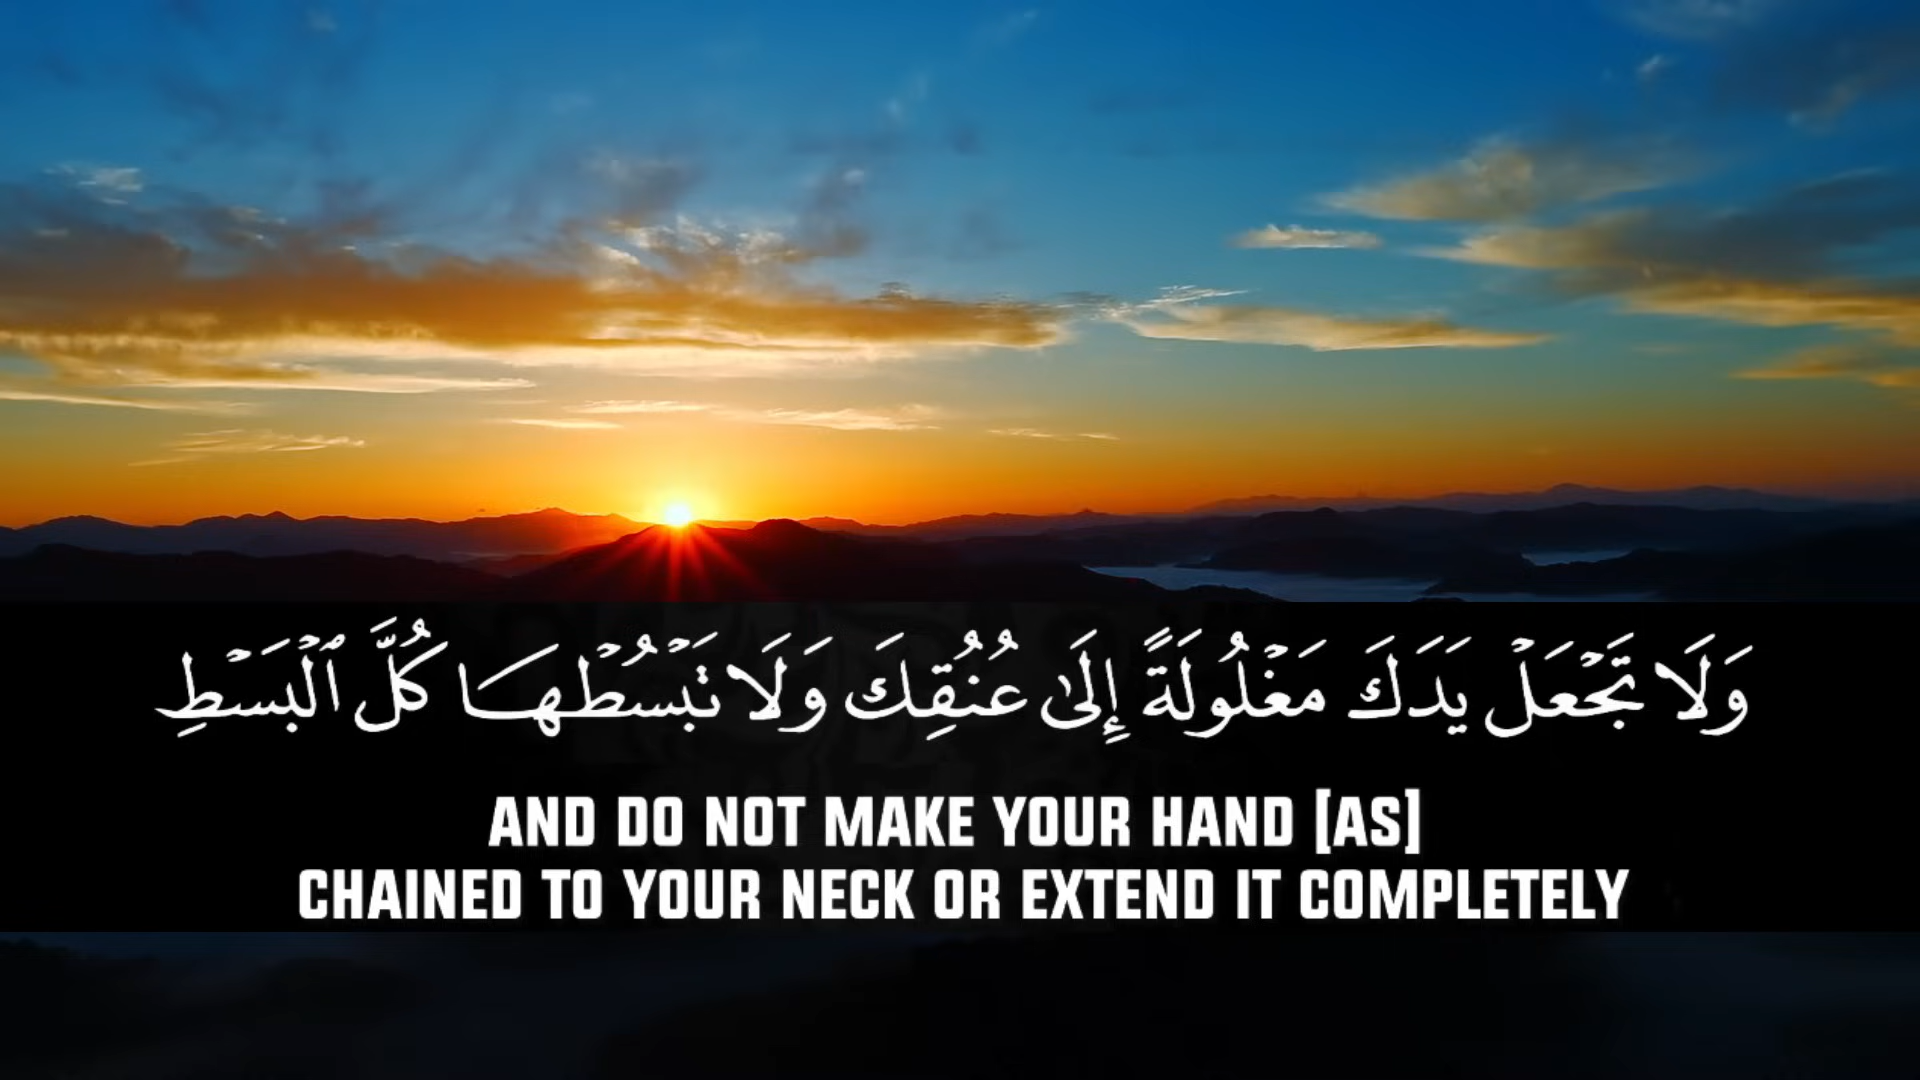 وَلَا تَجْعَلْ يَدَكَ مَغْلُولَةً إِلَىٰ عُنُقِكَ وَلَا تَبْسُطْهَا كُلَّ ٱلْبَسْطِ
AND DO NOT MAKE YOUR HAND [AS]
CHAINED TO YOUR NECK OR EXTEND IT COMPLETELY